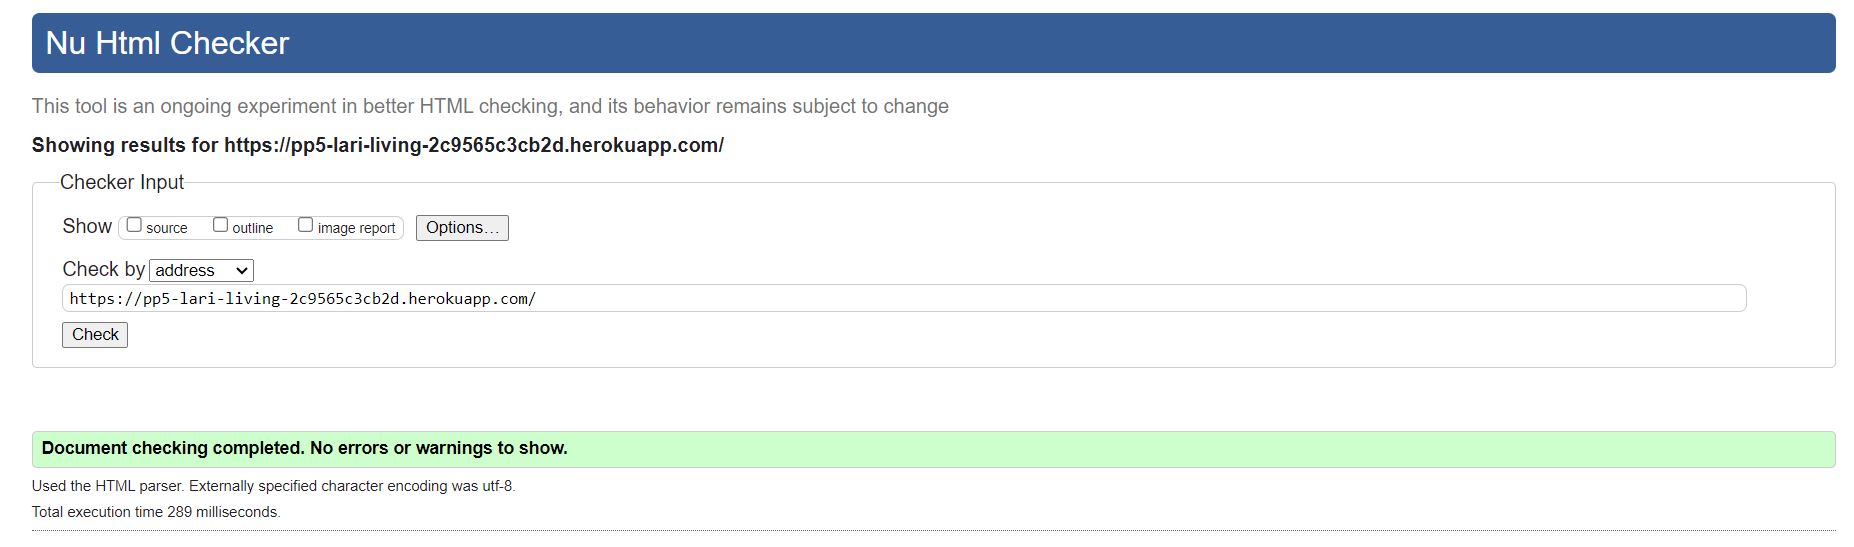 Nu Html Checker
This tool is an ongoing experiment in better HTML checking, and its behavior remains subject to change
Showing results for https://pp5-lari-living-2c9565c3cb2d.herokuapp.com/
Checker Input
Show source outline image report Options...
Check by address
https://pp5-lari-living-2c9565c3cb2d.herokuapp.com/
Check
Document checking completed. No errors or warnings to show.
Used the HTML parser. Externally specified character encoding was utf-8.
Total execution time 289 milliseconds.